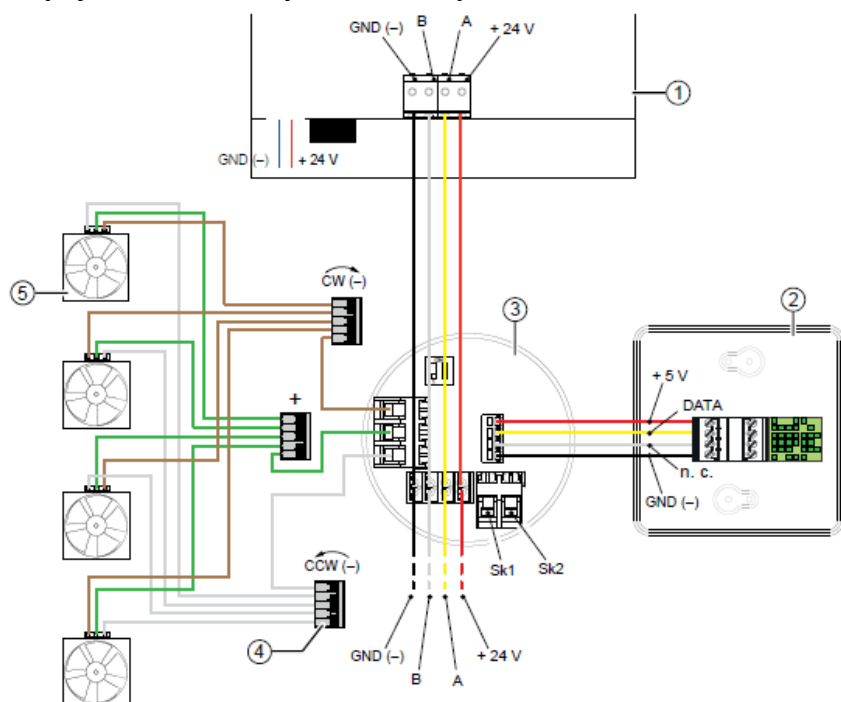 GND (–) B A + 24 V
1
GND (–) + 24 V
5
CW (–)
3
2
+ 5 V
+
DATA
n. c.
GND (–)
Sk1 Sk2
CCW (–)
4
GND (–) B A + 24 V